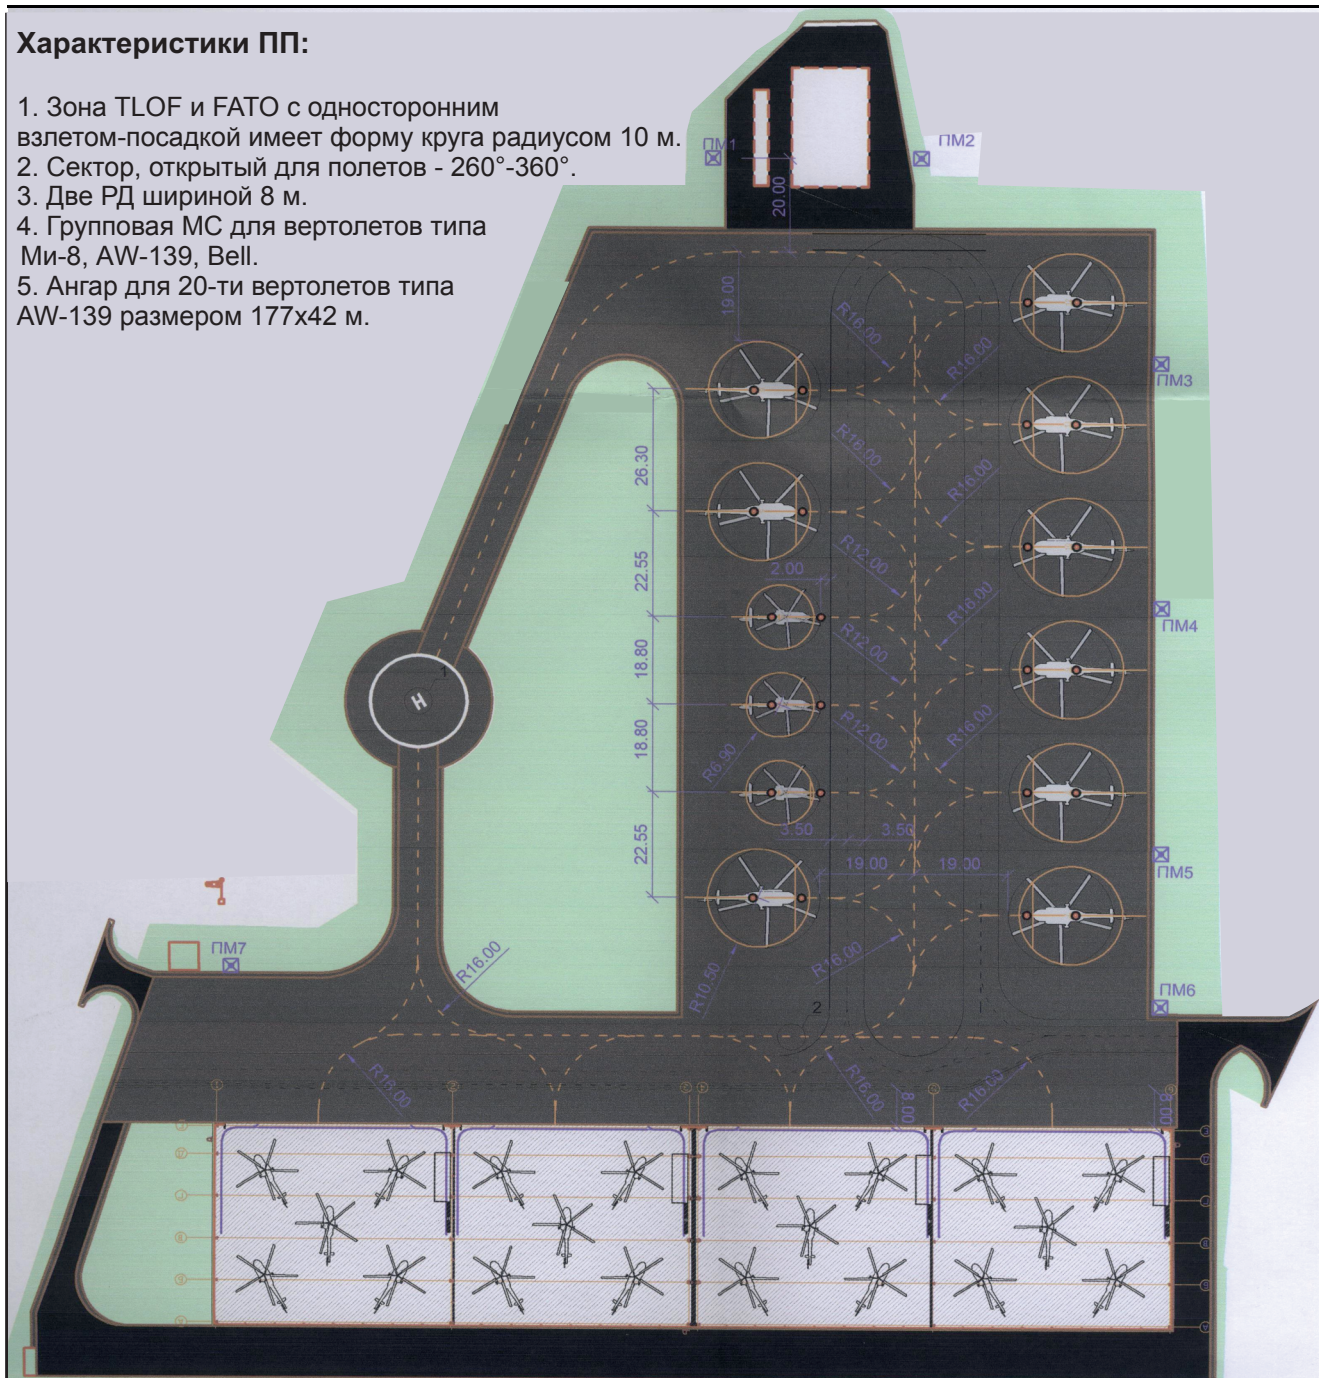 Характеристики ПП:
1. Зона TLOF и FATO с односторонним
взлетом-посадкой имеет форму круга радиусом 10 м.
2. Сектор, открытый для полетов - 260°-360°.
3. Две РД шириной 8 м.
4. Групповая МС для вертолетов типа
Ми-8, AW-139, Bell.
5. Ангар для 20-ти вертолетов типа
AW-139 размером 177х42 м.
ПМ1
ПМ2
20.00
19.00
R16.00
R16.00
ПМ3
26.30
R16.00
R16.00
22.55
R12.00
2.00
R16.00
ПМ4
18.80
R12.00
1
H
18.80
R12.00
R16.00
R6.90
22.55
3.50
3.50
19.00
19.00
ПМ5
ПМ7
R16.00
R16.00
R10.50
2
ПМ6
R16.00
R16.00
8.00
R16.00
8.00